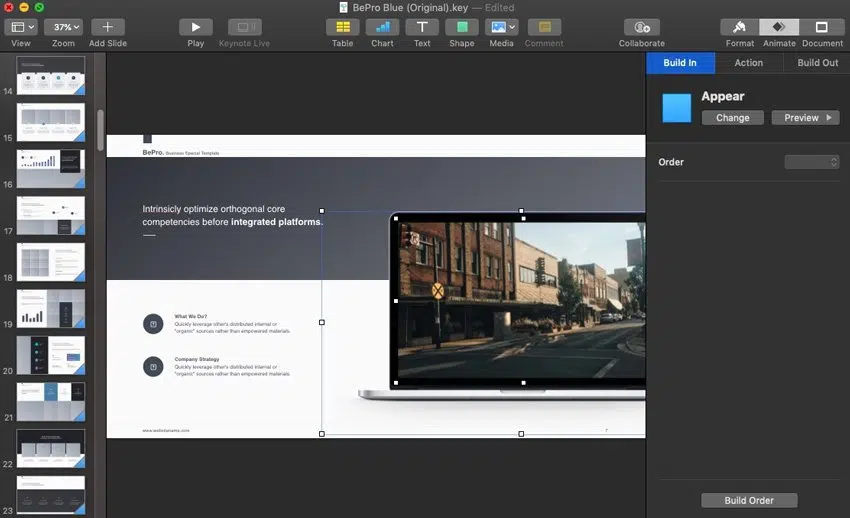 BePro Blue (Original).key — Edited
37%
View Zoom Add Slide Play Keynote Live Table Chart Text Shape Media Comment Collaborate Format Animate Document
Build In Action Build Out
Appear
Change Preview
Order
Build Order
14
15
16
17
18
19
20
21
22
23
BePro. Business Special Template
Intrinsicly optimize orthogonal core
competencies before integrated platforms.
What We Do?
Quickly leverage other's distributed internal or
"organic" sources rather than empowered materials.
Company Strategy
Quickly leverage other's distributed internal or
"organic" sources rather than empowered materials.
7